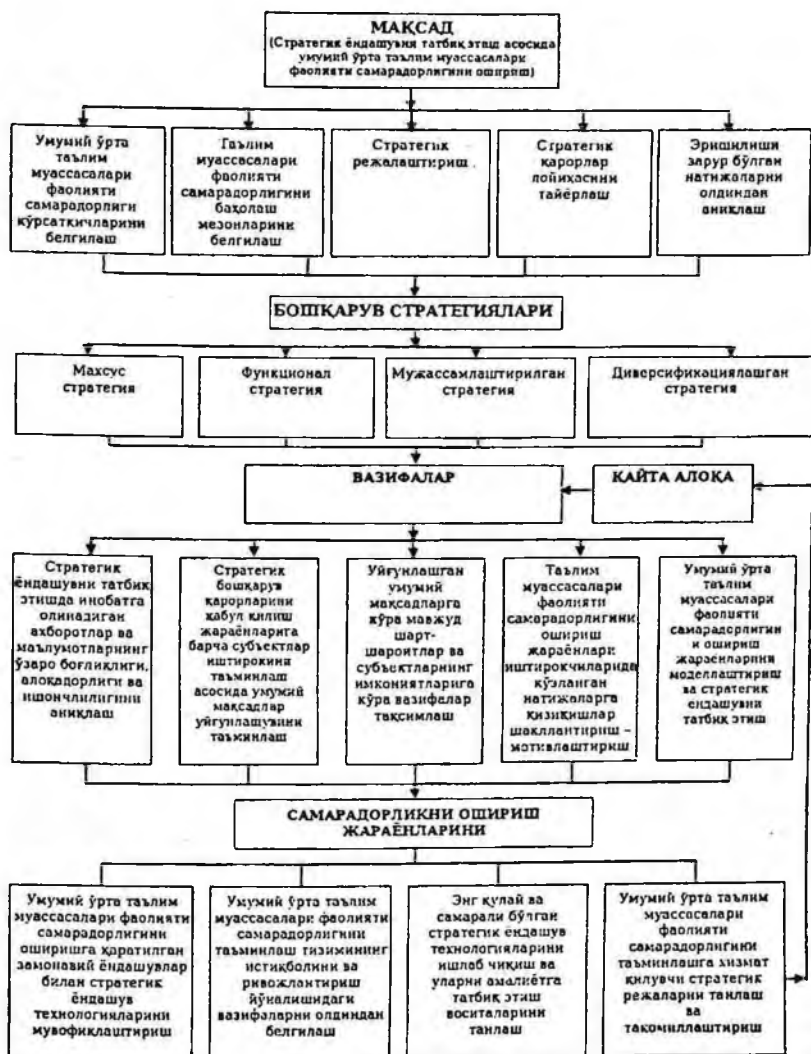 МАҚСАД
(Стратегик ёндашувни татбиқ этиш асосида
умумий ўрта таълим муассасалари
фаолияти самарадорлигини ошириш)
Умумий ўрта
таълим
муассасалари
фаолияти
самарадорлиги
кўрсаткичларини
белгилаш
Таълим
муассасалари
фаолияти
самарадорлигини
баҳолаш
мезонларини
белгилаш
Стратегик
режалаштириш
Стратегик
қарорлар
лойиҳасини
тайёрлаш
Эришилиши
зарур бўлган
натижаларни
олдиндан
аниқлаш
БОШҚАРУВ СТРАТЕГИЯЛАРИ
Махсус
стратегия
Функционал
стратегия
Мужассамлаштирилган
стратегия
Диверсификациялашган
стратегия
ВАЗИФАЛАР
ҚАЙТА АЛОҚА
Стратегик
ёндашувни татбиқ
этишда инобатга
олинадиган
ахборотлар ва
маълумотларнинг
ўзаро боғлиқлиги,
алоқадорлиги ва
ишончлилигини
аниқлаш
Стратегик
бошқарув
қарорларини
қабул қилиш
жараёнларига
барча субъектлар
иштирокини
таъминлаш
асосида умумий
мақсадлар
уйғунлашувини
таъминлаш
Уйғунлашган
умумий
мақсадларга
кўра мавжуд
шарт-
шароитлар ва
субъектларнинг
имкониятларига
кўра вазифалар
тақсимлаш
Таълим
муассасалари
фаолияти
самарадорлигини
ошириш
жараёнлари
иштирокчиларида
кўзланган
натижаларга
қизиқишлар
шакллантириш –
мотивлаштириш
Умумий ўрта
таълим
муассасалари
фаолияти
самарадорлигин
и ошириш
жараёнларини
моделлаштириш
ва стратегик
ёндашувни
татбиқ этиш
САМАРАДОРЛИКНИ ОШИРИШ
ЖАРАЁНЛАРИНИ
Умумий ўрта таълим
муассасалари фаолияти
самарадорлигини
оширишга қаратилган
замонавий ёндашувлар
билан стратегик
ёндашув
технологияларини
мувофиқлаштириш
Умумий ўрта таълим
муассасалари фаолияти
самарадорлигини
таъминлаш тизимининг
истиқболини ва
ривожлантириш
йўналишидаги
вазифаларни олдиндан
белгилаш
Энг қулай ва
самарали бўлган
стратегик ёндашув
технологияларини
ишлаб чиқиш ва
уларни амалиётга
татбиқ этиш
воситаларини
танлаш
Умумий ўрта таълим
муассасалари
фаолияти
самарадорлигини
таъминлашга хизмат
қилувчи стратегик
режаларни танлаш
ва
такомиллаштириш